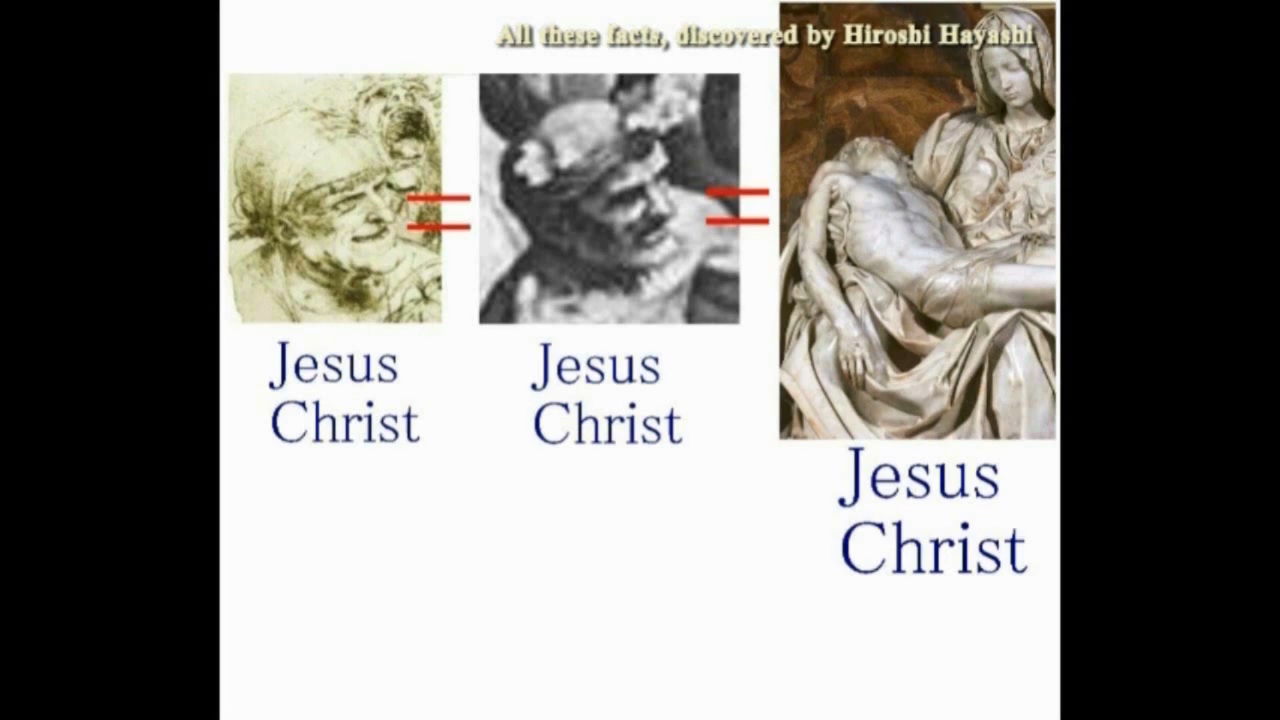 All these facts, discovered by Hiroshi Hayashi
Jesus
Christ
Jesus
Christ
Jesus
Christ